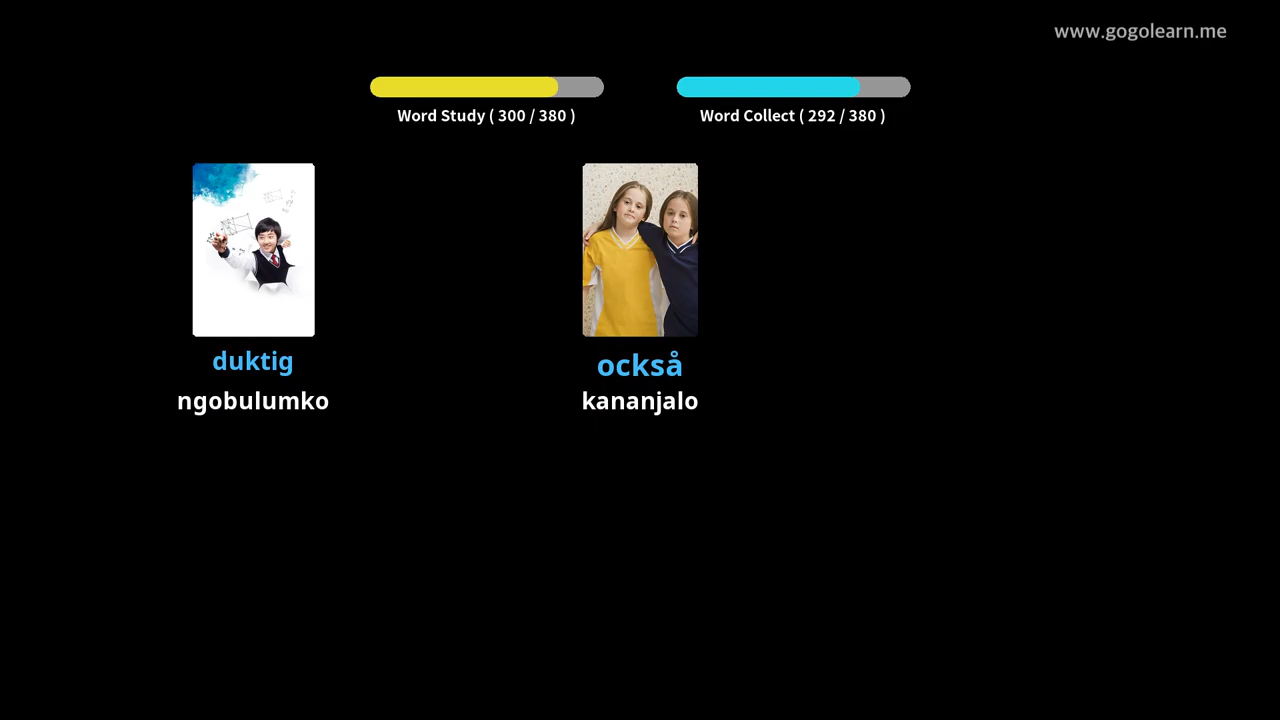 www.gogolearn.me
Word Study ( 300 / 380 )
Word Collect ( 292 / 380 )
duktig
ngobulumko
också
kananjalo